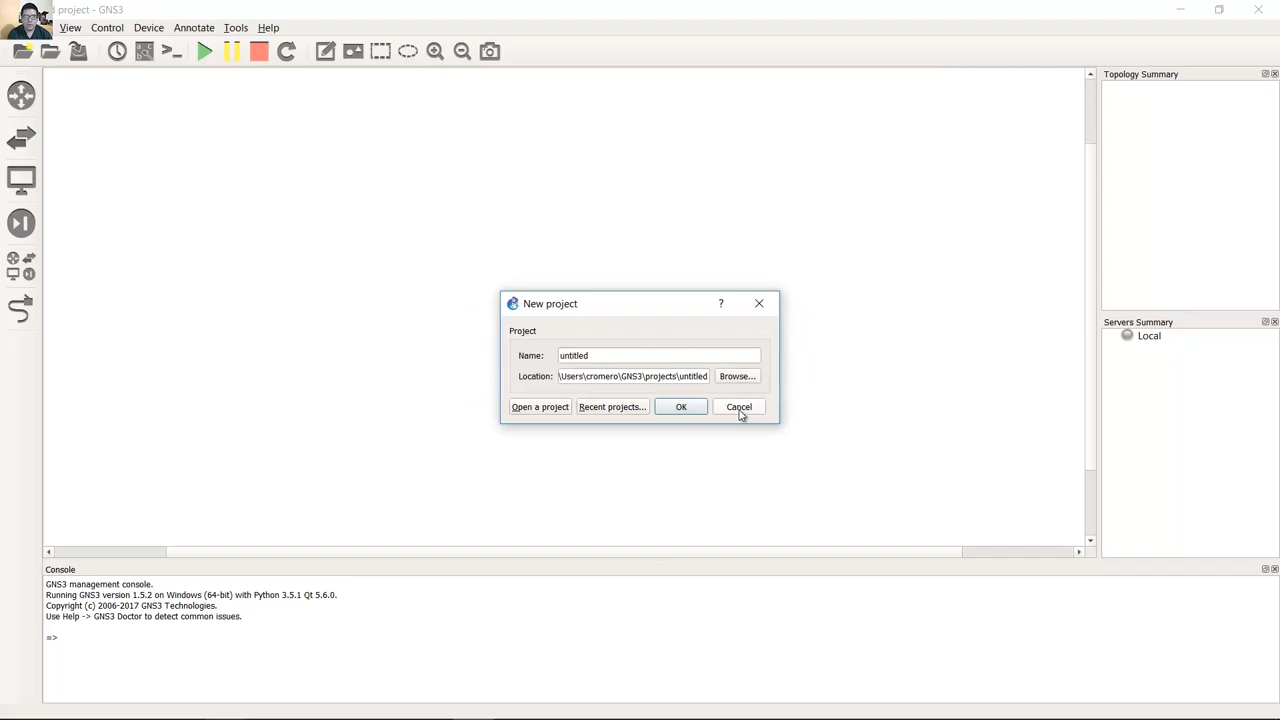 d project - GNS3
View Control Device Annotate Tools Help
Topology Summary
New project
Project
Name: untitled
Location: \Users\cromero\GNS3\projects\untitled Browse...
Open a project Recent projects... OK Cancel
Servers Summary
Local
Console
GNS3 management console.
Running GNS3 version 1.5.2 on Windows (64-bit) with Python 3.5.1 Qt 5.6.0.
Copyright (c) 2006-2017 GNS3 Technologies.
Use Help -> GNS3 Doctor to detect common issues.
=>